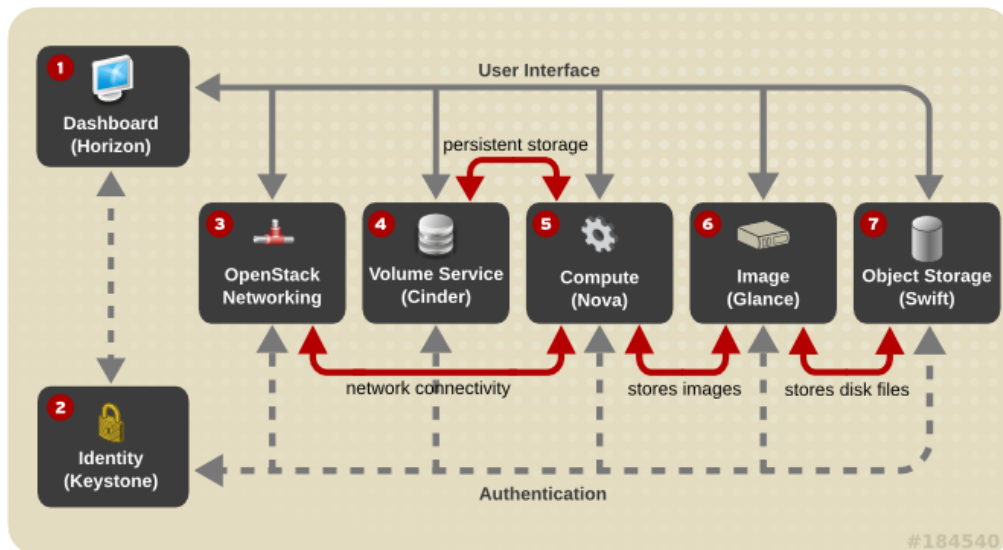 1
Dashboard
(Horizon)
User Interface
persistent storage
3
OpenStack
Networking
4
Volume Service
(Cinder)
5
Compute
(Nova)
6
Image
(Glance)
7
Object Storage
(Swift)
network connectivity
stores images
stores disk files
2
Identity
(Keystone)
Authentication
#184540